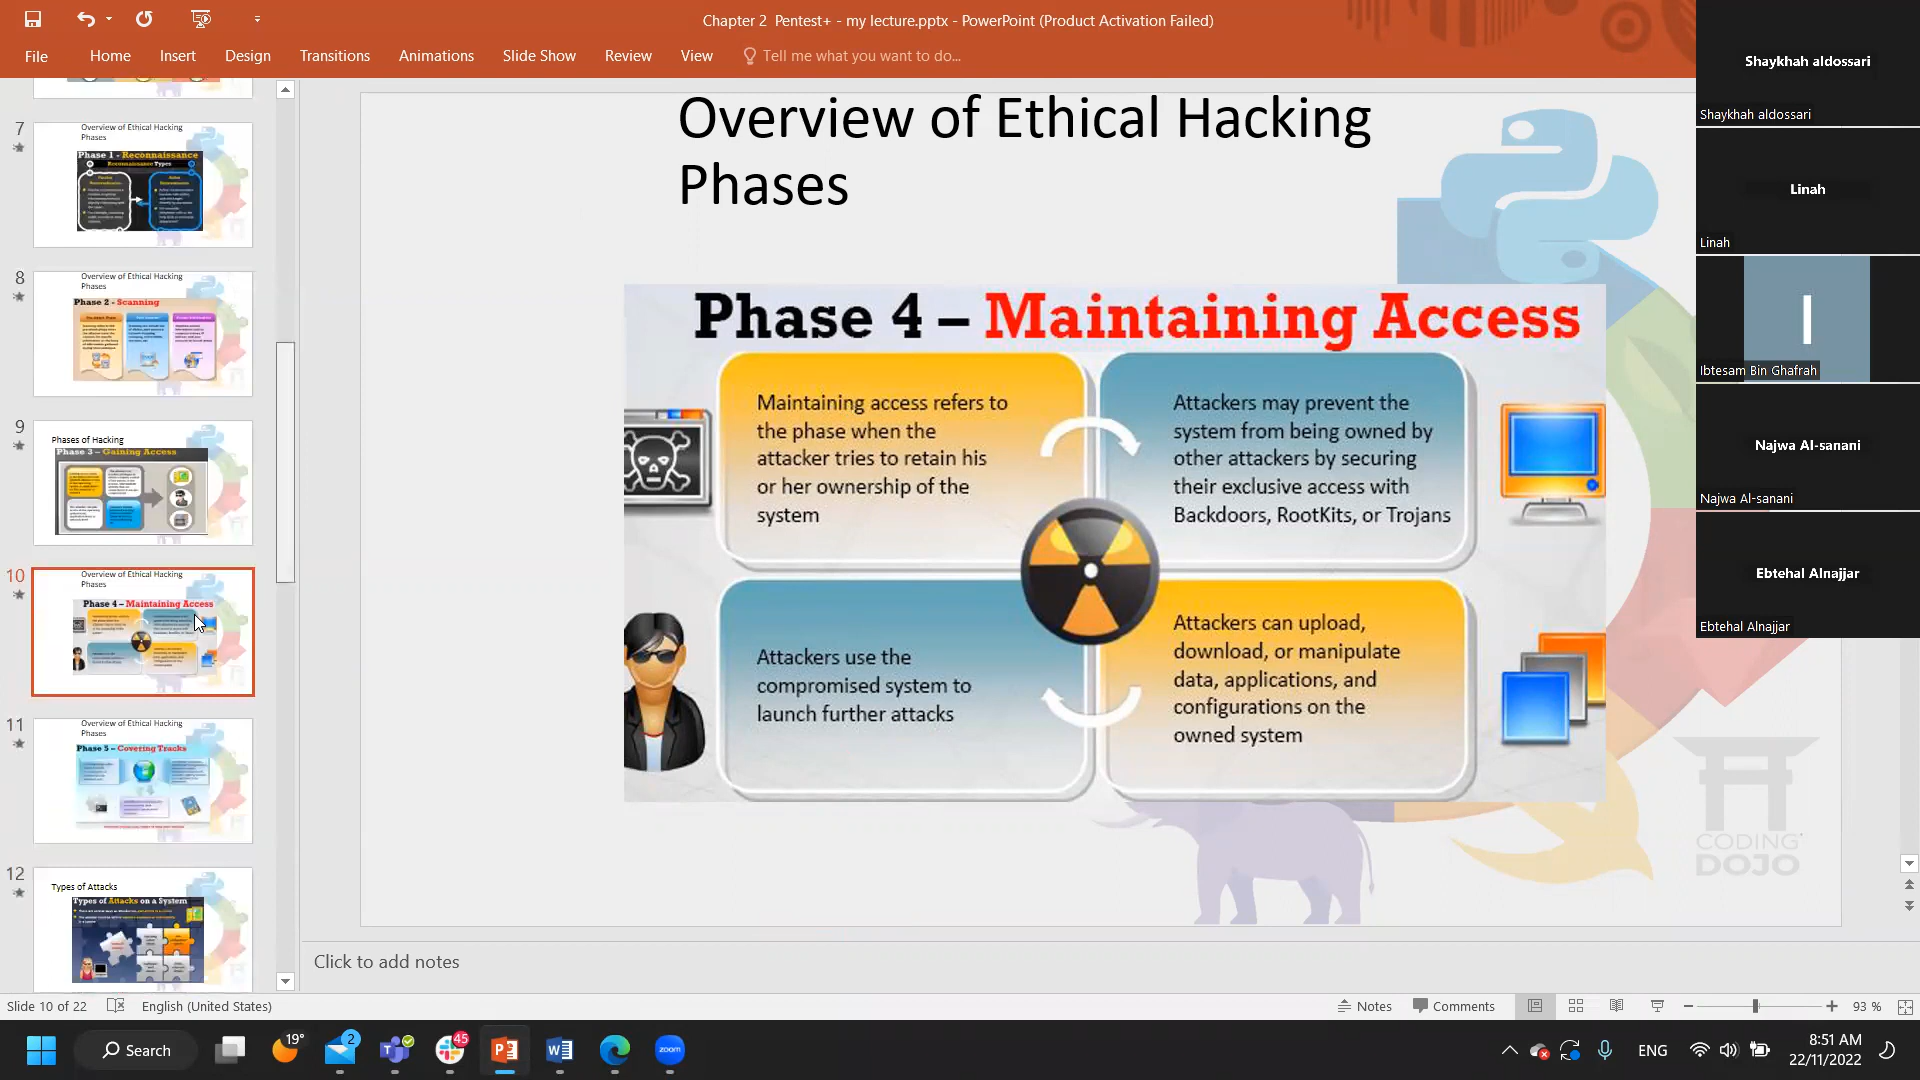 Chapter 2  Pentest+ - my lecture.pptx - PowerPoint (Product Activation Failed)
File
Home
Insert
Design
Transitions
Animations
Slide Show
Review
View
Tell me what you want to do...
7
Overview of Ethical Hacking
Phases
Phase 1 - Reconnaissance
Reconnaissance Types
8
Overview of Ethical Hacking
Phases
Phase 2 - Scanning
9
Phases of Hacking
Phase 3 – Gaining Access
10
Overview of Ethical Hacking
Phases
Phase 4 – Maintaining Access
11
Overview of Ethical Hacking
Phases
Phase 5 – Covering Tracks
12
Types of Attacks
Types of Attacks on a System
Overview of Ethical Hacking
Phases
Phase 4 – Maintaining Access
Maintaining access refers to
the phase when the
attacker tries to retain his
or her ownership of the
system
Attackers may prevent the
system from being owned by
other attackers by securing
their exclusive access with
Backdoors, RootKits, or Trojans
Attackers use the
compromised system to
launch further attacks
Attackers can upload,
download, or manipulate
data, applications, and
configurations on the
owned system
CODING
DOJO
Shaykhah aldossari
Shaykhah aldossari
Linah
Linah
I
Ibtesam Bin Ghafrah
Najwa Al-sanani
Najwa Al-sanani
Ebtehal Alnajjar
Ebtehal Alnajjar
Click to add notes
Slide 10 of 22
English (United States)
Notes
Comments
93 %
Search
19°
2
45
zoom
ENG
8:51 AM
22/11/2022